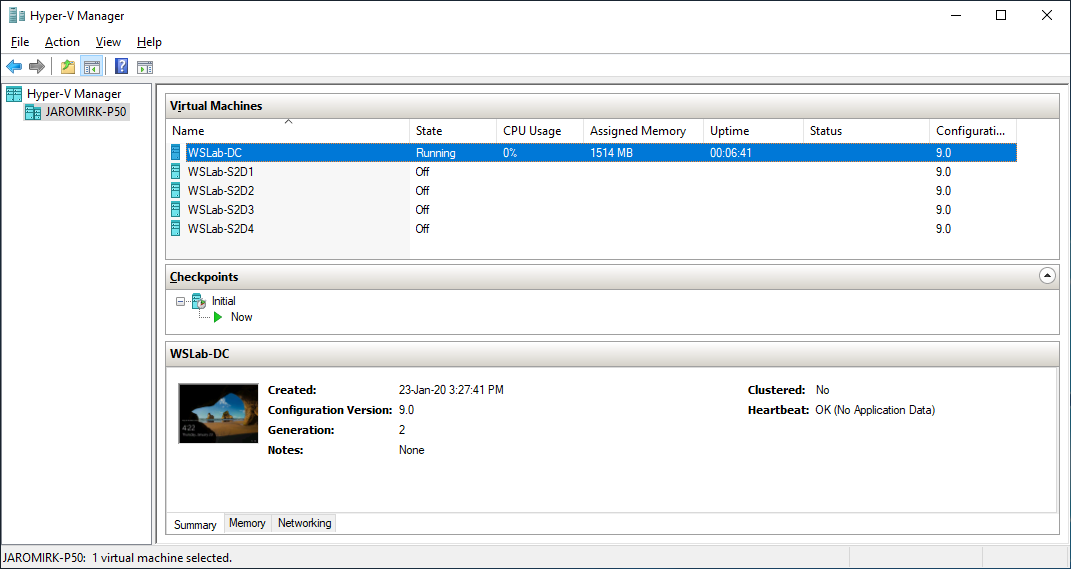 Hyper-V Manager
File Action View Help
Hyper-V Manager
JAROMIRK-P50
Virtual Machines
Name State CPU Usage Assigned Memory Uptime Status Configurati...
WSLab-DC Running 0% 1514 MB 00:06:41 9.0
WSLab-S2D1 Off 9.0
WSLab-S2D2 Off 9.0
WSLab-S2D3 Off 9.0
WSLab-S2D4 Off 9.0
Checkpoints
Initial
Now
WSLab-DC
4:22
Created: 23-Jan-20 3:27:41 PM Clustered: No
Configuration Version: 9.0 Heartbeat: OK (No Application Data)
Generation: 2
Notes: None
Summary Memory Networking
JAROMIRK-P50: 1 virtual machine selected.